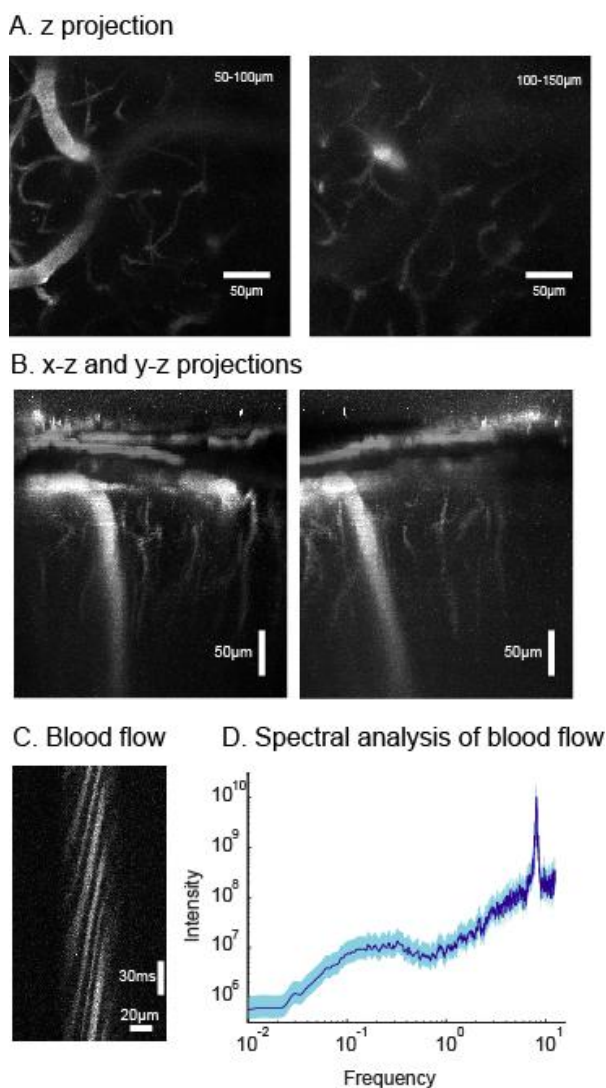 A. z projection
50-100µm
100-150µm
50µm
50µm
B. x-z and y-z projections
50µm
50µm
C. Blood flow
D. Spectral analysis of blood flow
30ms
20µm
Intensity
10^10
10^9
10^8
10^7
10^6
10^-2
10^-1
10^0
10^1
Frequency